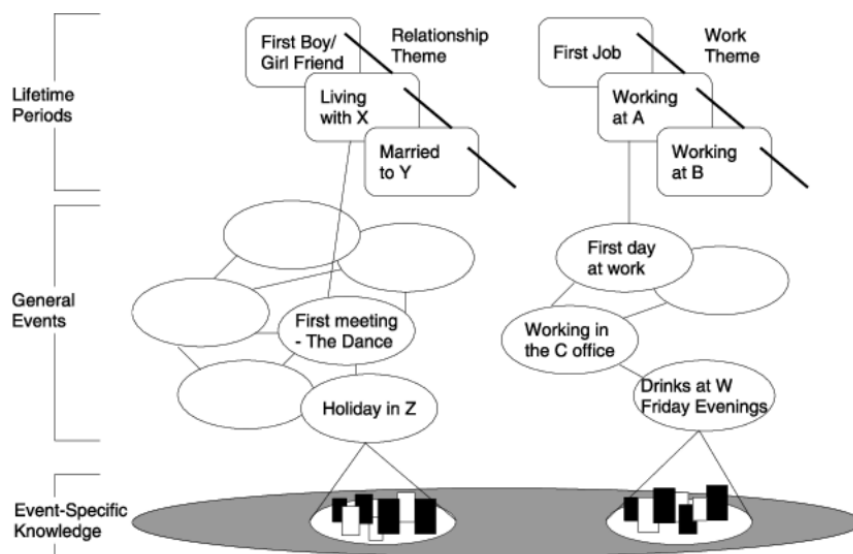 First Boy/
Girl Friend
Relationship
Theme
First Job
Work
Theme
Lifetime
Periods
Living
with X
Working
at A
Married
to Y
Working
at B
General
Events
First day
at work
First meeting
- The Dance
Working in
the C office
Holiday in Z
Drinks at W
Friday Evenings
Event-Specific
Knowledge